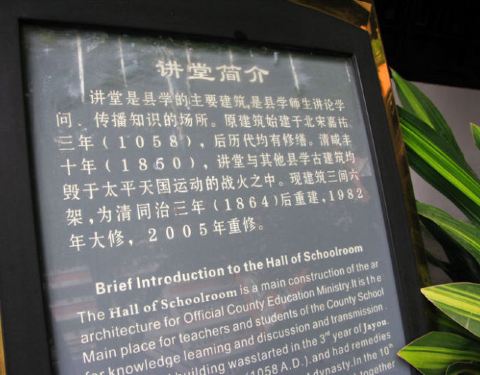 讲堂简介
讲堂是县学的主要建筑,是县学师生讲论学
问、传播知识的场所。原建筑始建于北宋嘉祐
三年(1058),后历代均有修缮。清咸丰
十年(1860),讲堂与其他县学古建筑均
毁于太平天国运动的战火之中。现建筑三间六
架,为清同治三年(1864)后重建,1982
年大修,2005年重修。
Brief Introduction to the Hall of Schoolroom
The Hall of Schoolroom is a main construction of the ar
architecture for Official County Education Ministry.It is the
Main place for teachers and students of the County School
for knowledge learning and discussion and transmission.
building wasstarted in the 3rd year of Jayou.
(1058 A.D.),and had remedies
dynasty.In the 10th
together